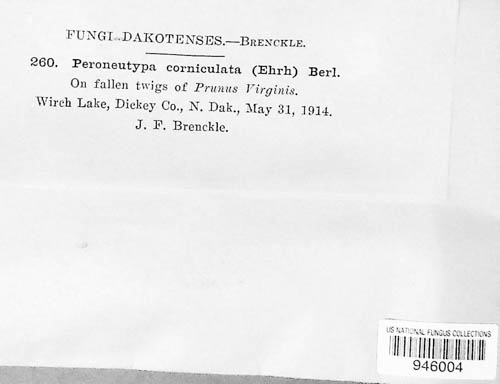 FUNGI DAKOTENSES.—BRENCKLE.
260. Peroneutypa corniculata (Ehrh) Berl.
On fallen twigs of Prunus Virginis.
Wirch Lake, Dickey Co., N. Dak., May 31, 1914.
J. F. Brenckle.
US NATIONAL FUNGUS COLLECTIONS
946004